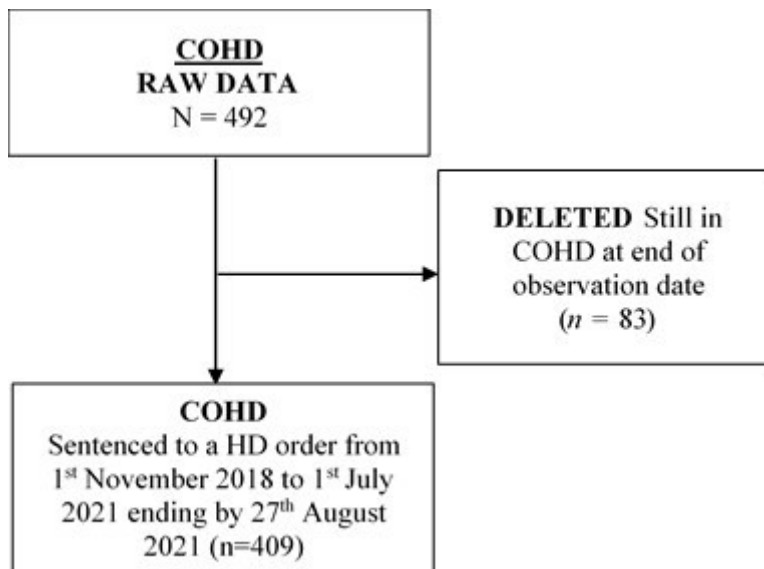 COHD
RAW DATA
N = 492
DELETED Still in
COHD at end of
observation date
(n = 83)
COHD
Sentenced to a HD order from
1st November 2018 to 1st July
2021 ending by 27th August
2021 (n=409)